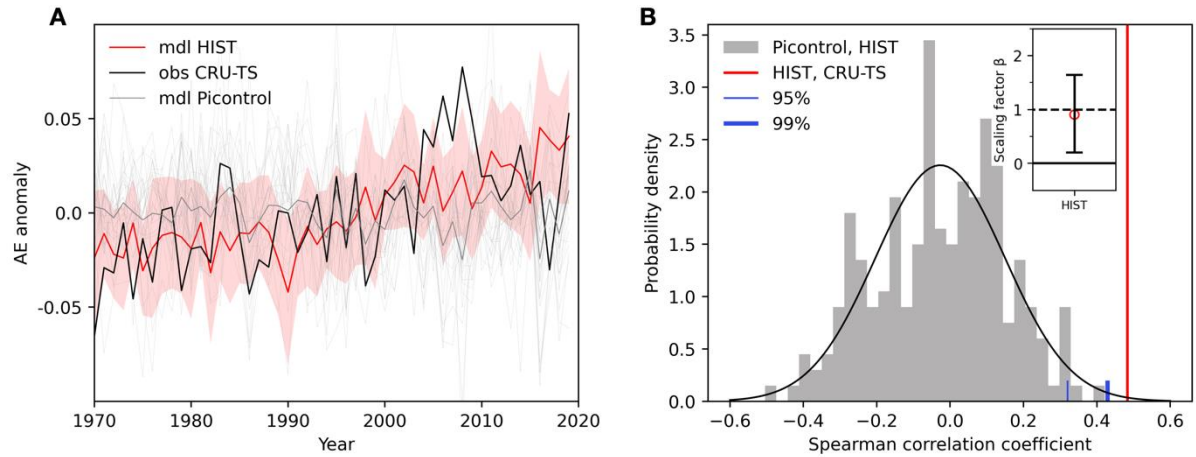 A
mdl HIST
obs CRU-TS
mdl Picontrol
AE anomaly
0.05
0.0
-0.05
1970 1980 1990 2000 2010 2020
Year
B
Picontrol, HIST
HIST, CRU-TS
95%
99%
Probability density
3.5
3.0
2.5
2.0
1.5
1.0
0.5
0.0
−0.6 −0.4 −0.2 0.0 0.2 0.4 0.6
Spearman correlation coefficient
Scaling factor β
2
1
0
HIST